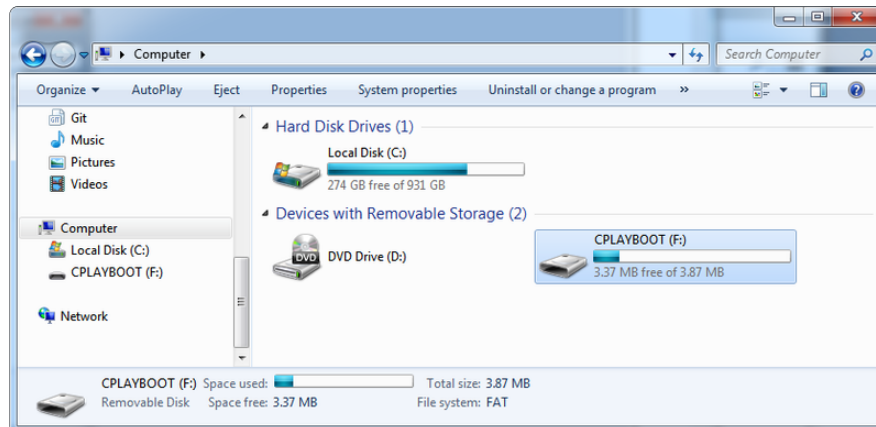 Computer
Search Computer
Organize AutoPlay Eject Properties System properties Uninstall or change a program »
Git
Music
Pictures
Videos
Computer
Local Disk (C:)
CPLAYBOOT (F:)
Network
Hard Disk Drives (1)
Local Disk (C:)
274 GB free of 931 GB
Devices with Removable Storage (2)
DVD
DVD Drive (D:)
CPLAYBOOT (F:)
3.37 MB free of 3.87 MB
CPLAYBOOT (F:) Space used: Total size: 3.87 MB
Removable Disk Space free: 3.37 MB File system: FAT